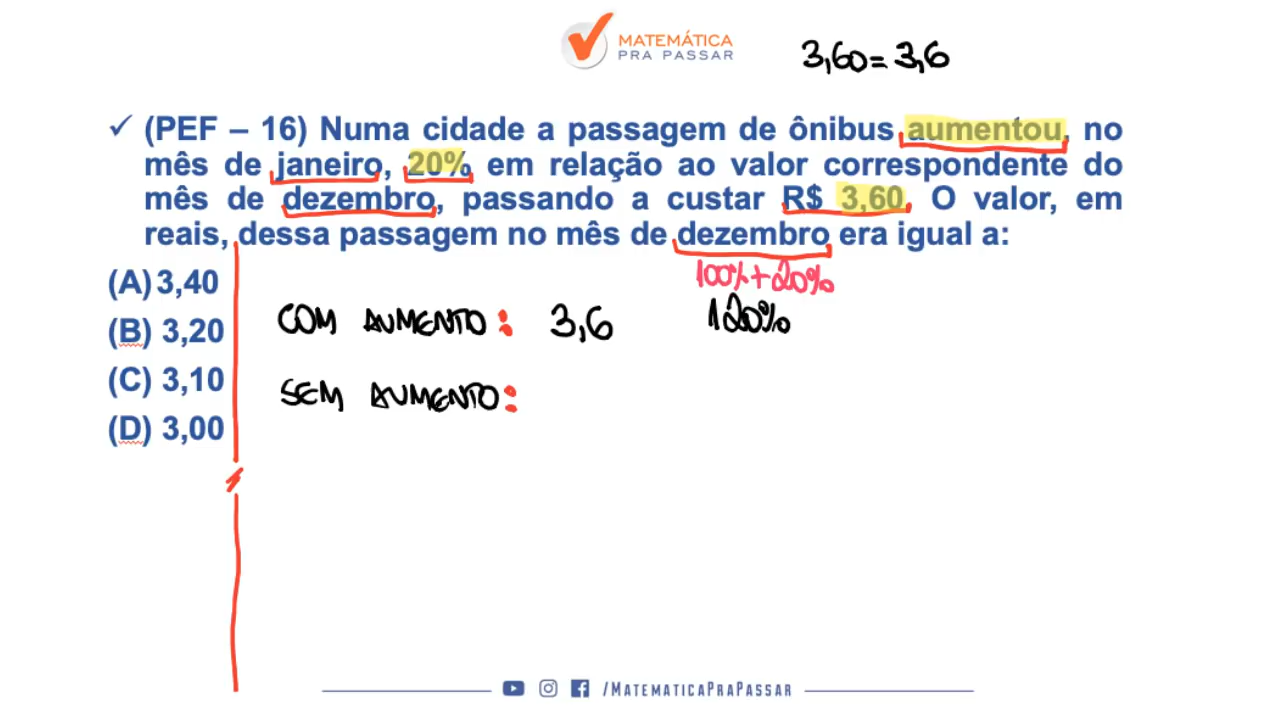 MATEMÁTICA
PRA PASSAR
3,60=3,6
✓ (PEF – 16) Numa cidade a passagem de ônibus aumentou, no
mês de janeiro, 20% em relação ao valor correspondente do
mês de dezembro, passando a custar R$ 3,60. O valor, em
reais, dessa passagem no mês de dezembro era igual a:
100%+20%
(A) 3,40
COM AUMENTO: 3,6 120%
(B) 3,20
(C) 3,10
SEM AUMENTO:
(D) 3,00
/MATEMATICAPRAPASSAR